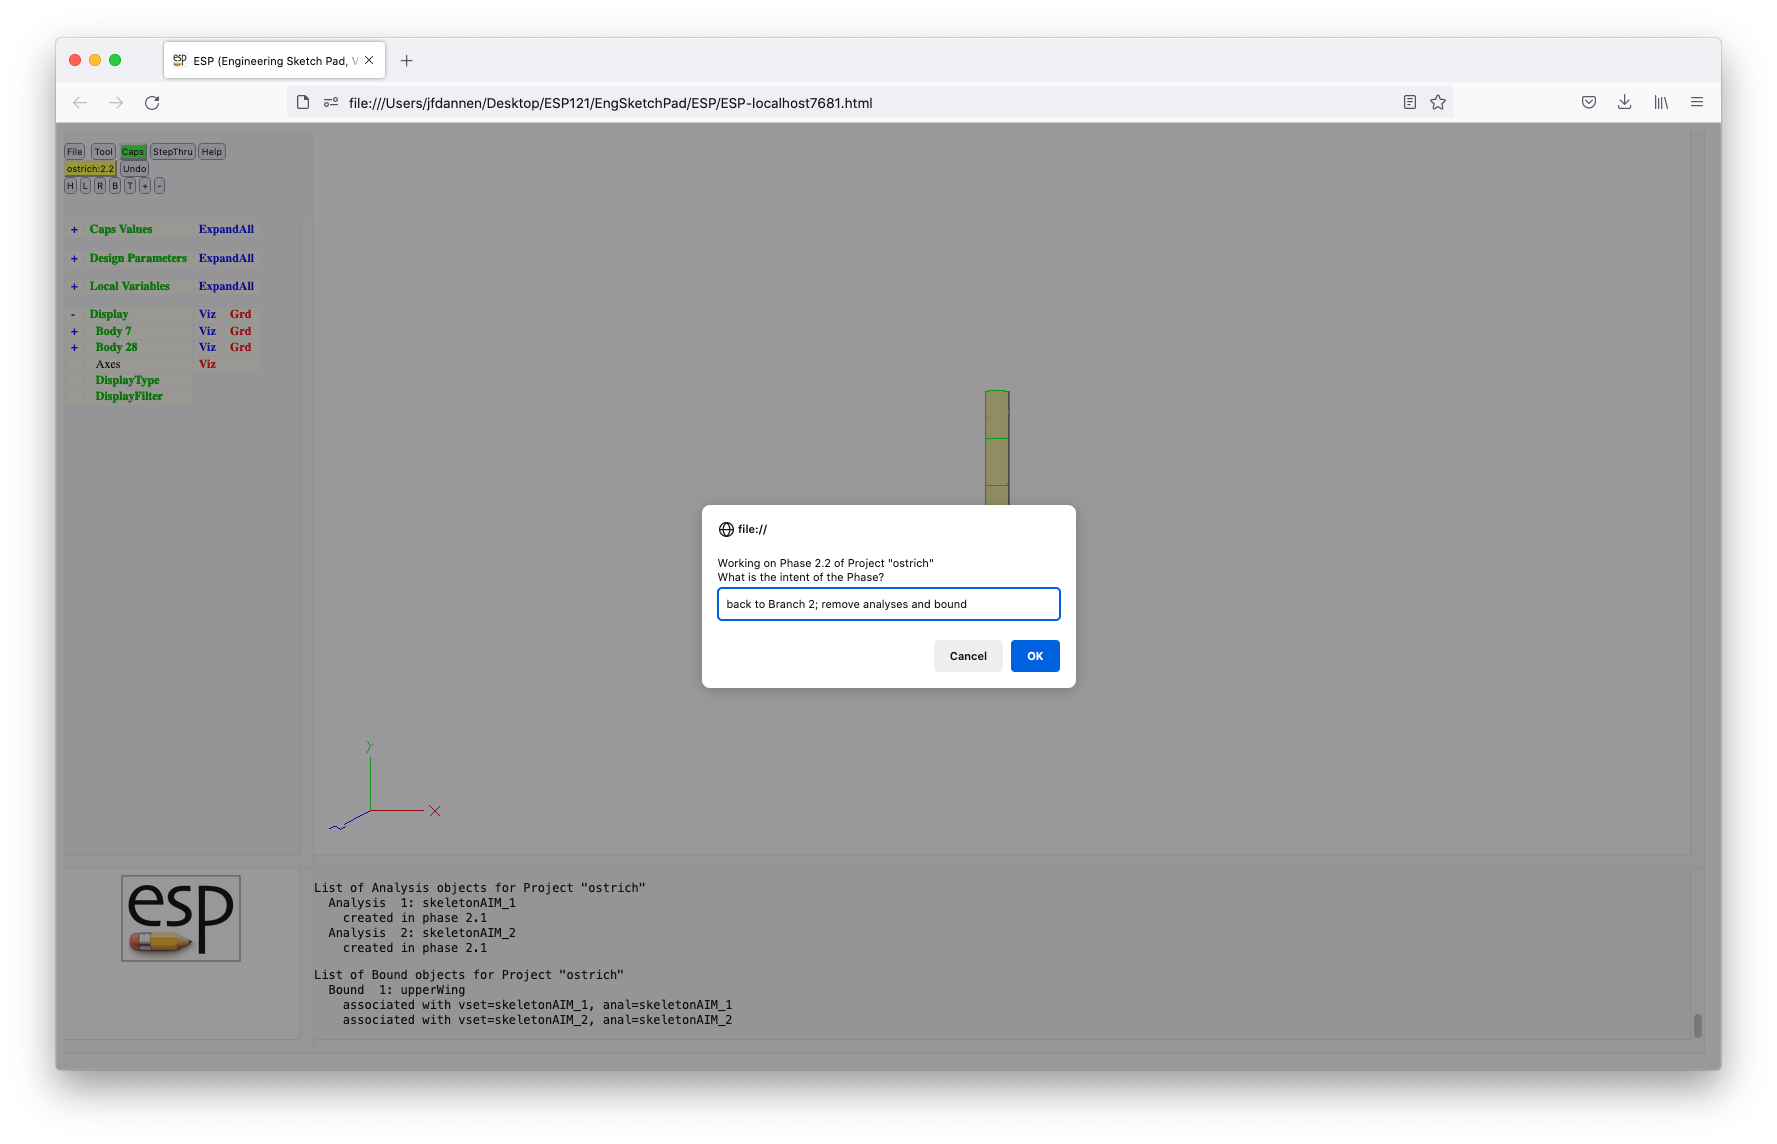 esp ESP (Engineering Sketch Pad, V
file:///Users/jfdannen/Desktop/ESP121/EngSketchPad/ESP/ESP-localhost7681.html
File Tool Caps StepThru Help
ostrich:2.2 Undo
H L R B T + -
+ Caps Values ExpandAll
+ Design Parameters ExpandAll
+ Local Variables ExpandAll
- Display Viz Grd
+ Body 7 Viz Grd
+ Body 28 Viz Grd
Axes Viz
DisplayType
DisplayFilter
file://
Working on Phase 2.2 of Project "ostrich"
What is the intent of the Phase?
back to Branch 2; remove analyses and bound
Cancel OK
Y
X
Z
esp
List of Analysis objects for Project "ostrich"
Analysis 1: skeletonAIM_1
created in phase 2.1
Analysis 2: skeletonAIM_2
created in phase 2.1
List of Bound objects for Project "ostrich"
Bound 1: upperWing
associated with vset=skeletonAIM_1, anal=skeletonAIM_1
associated with vset=skeletonAIM_2, anal=skeletonAIM_2